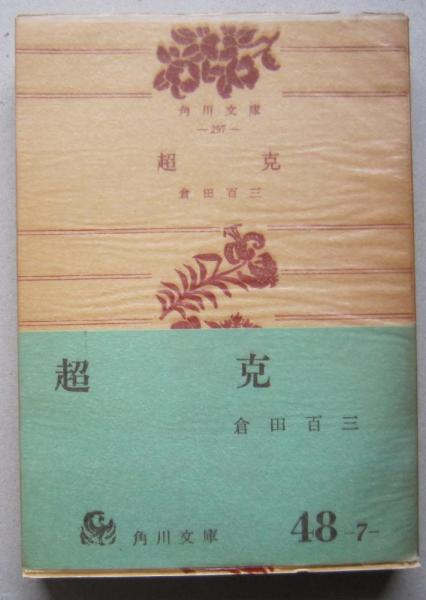 角川文庫
—297—
超克
倉田百三
超克
倉田百三
角川文庫
48-7-